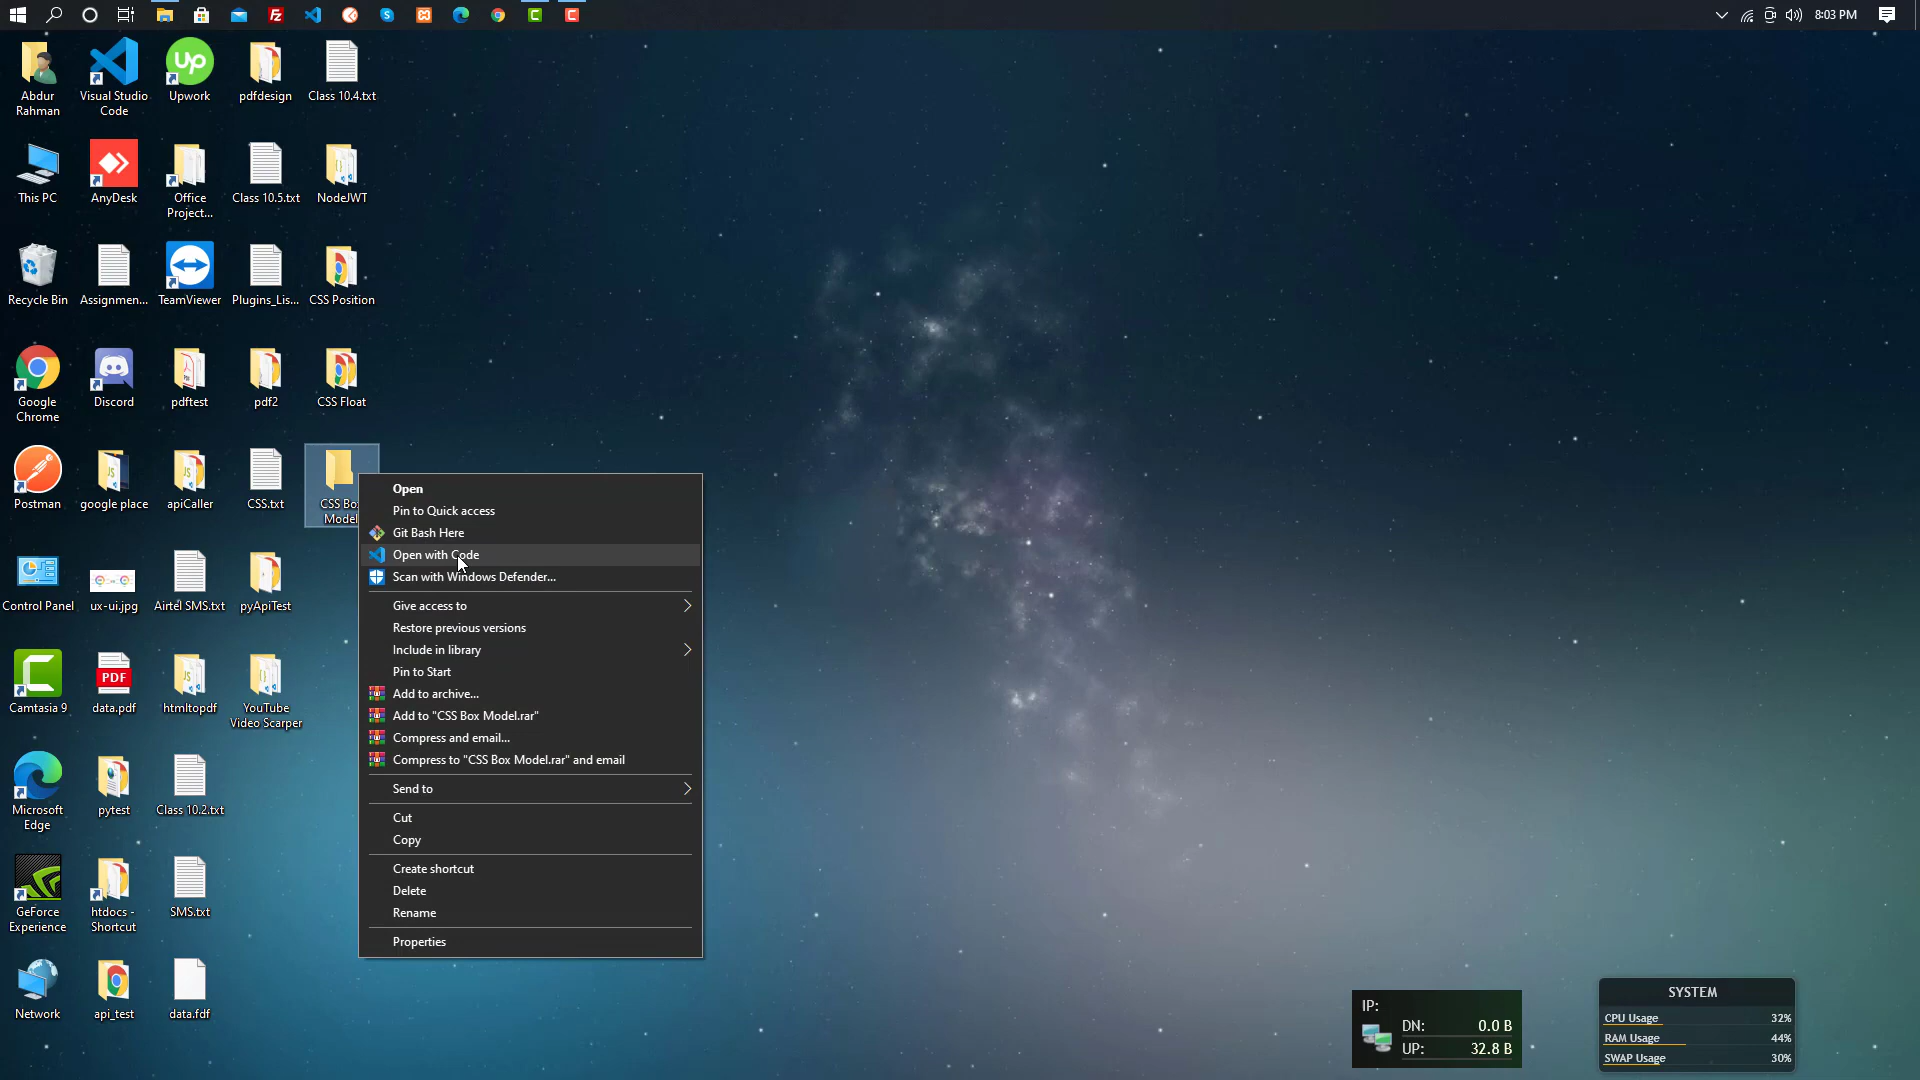 8:03 PM
Abdur
Rahman
Visual Studio
Code
Up
Upwork
pdfdesign
Class 10.4.txt
This PC
AnyDesk
Office
Project...
Class 10.5.txt
NodeJWT
Recycle Bin
Assignmen...
TeamViewer
Plugins_Lis...
CSS Position
Google
Chrome
Discord
pdftest
pdf2
CSS Float
Postman
google place
apiCaller
CSS.txt
CSS Box
Model
Control Panel
ux-ui.jpg
Airtel SMS.txt
pyApiTest
Camtasia 9
PDF
data.pdf
htmltopdf
YouTube
Video Scarper
Microsoft
Edge
pytest
Class 10.2.txt
GeForce
Experience
htdocs -
Shortcut
SMS.txt
Network
api_test
data.fdf
Open
Pin to Quick access
Git Bash Here
Open with Code
Scan with Windows Defender...
Give access to
Restore previous versions
Include in library
Pin to Start
Add to archive...
Add to "CSS Box Model.rar"
Compress and email...
Compress to "CSS Box Model.rar" and email
Send to
Cut
Copy
Create shortcut
Delete
Rename
Properties
IP:
DN: 0.0 B
UP: 32.8 B
SYSTEM
CPU Usage 32%
RAM Usage 44%
SWAP Usage 30%